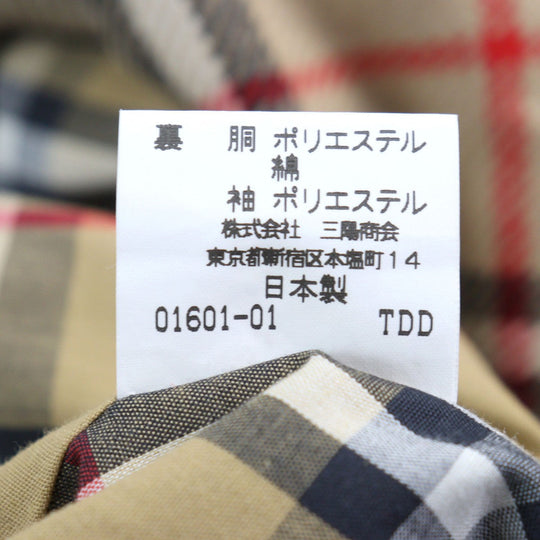 裏 胴 ポリエステル
綿
袖 ポリエステル
株式会社 三陽商会
東京都新宿区本塩町14
日本製
01601-01 TDD